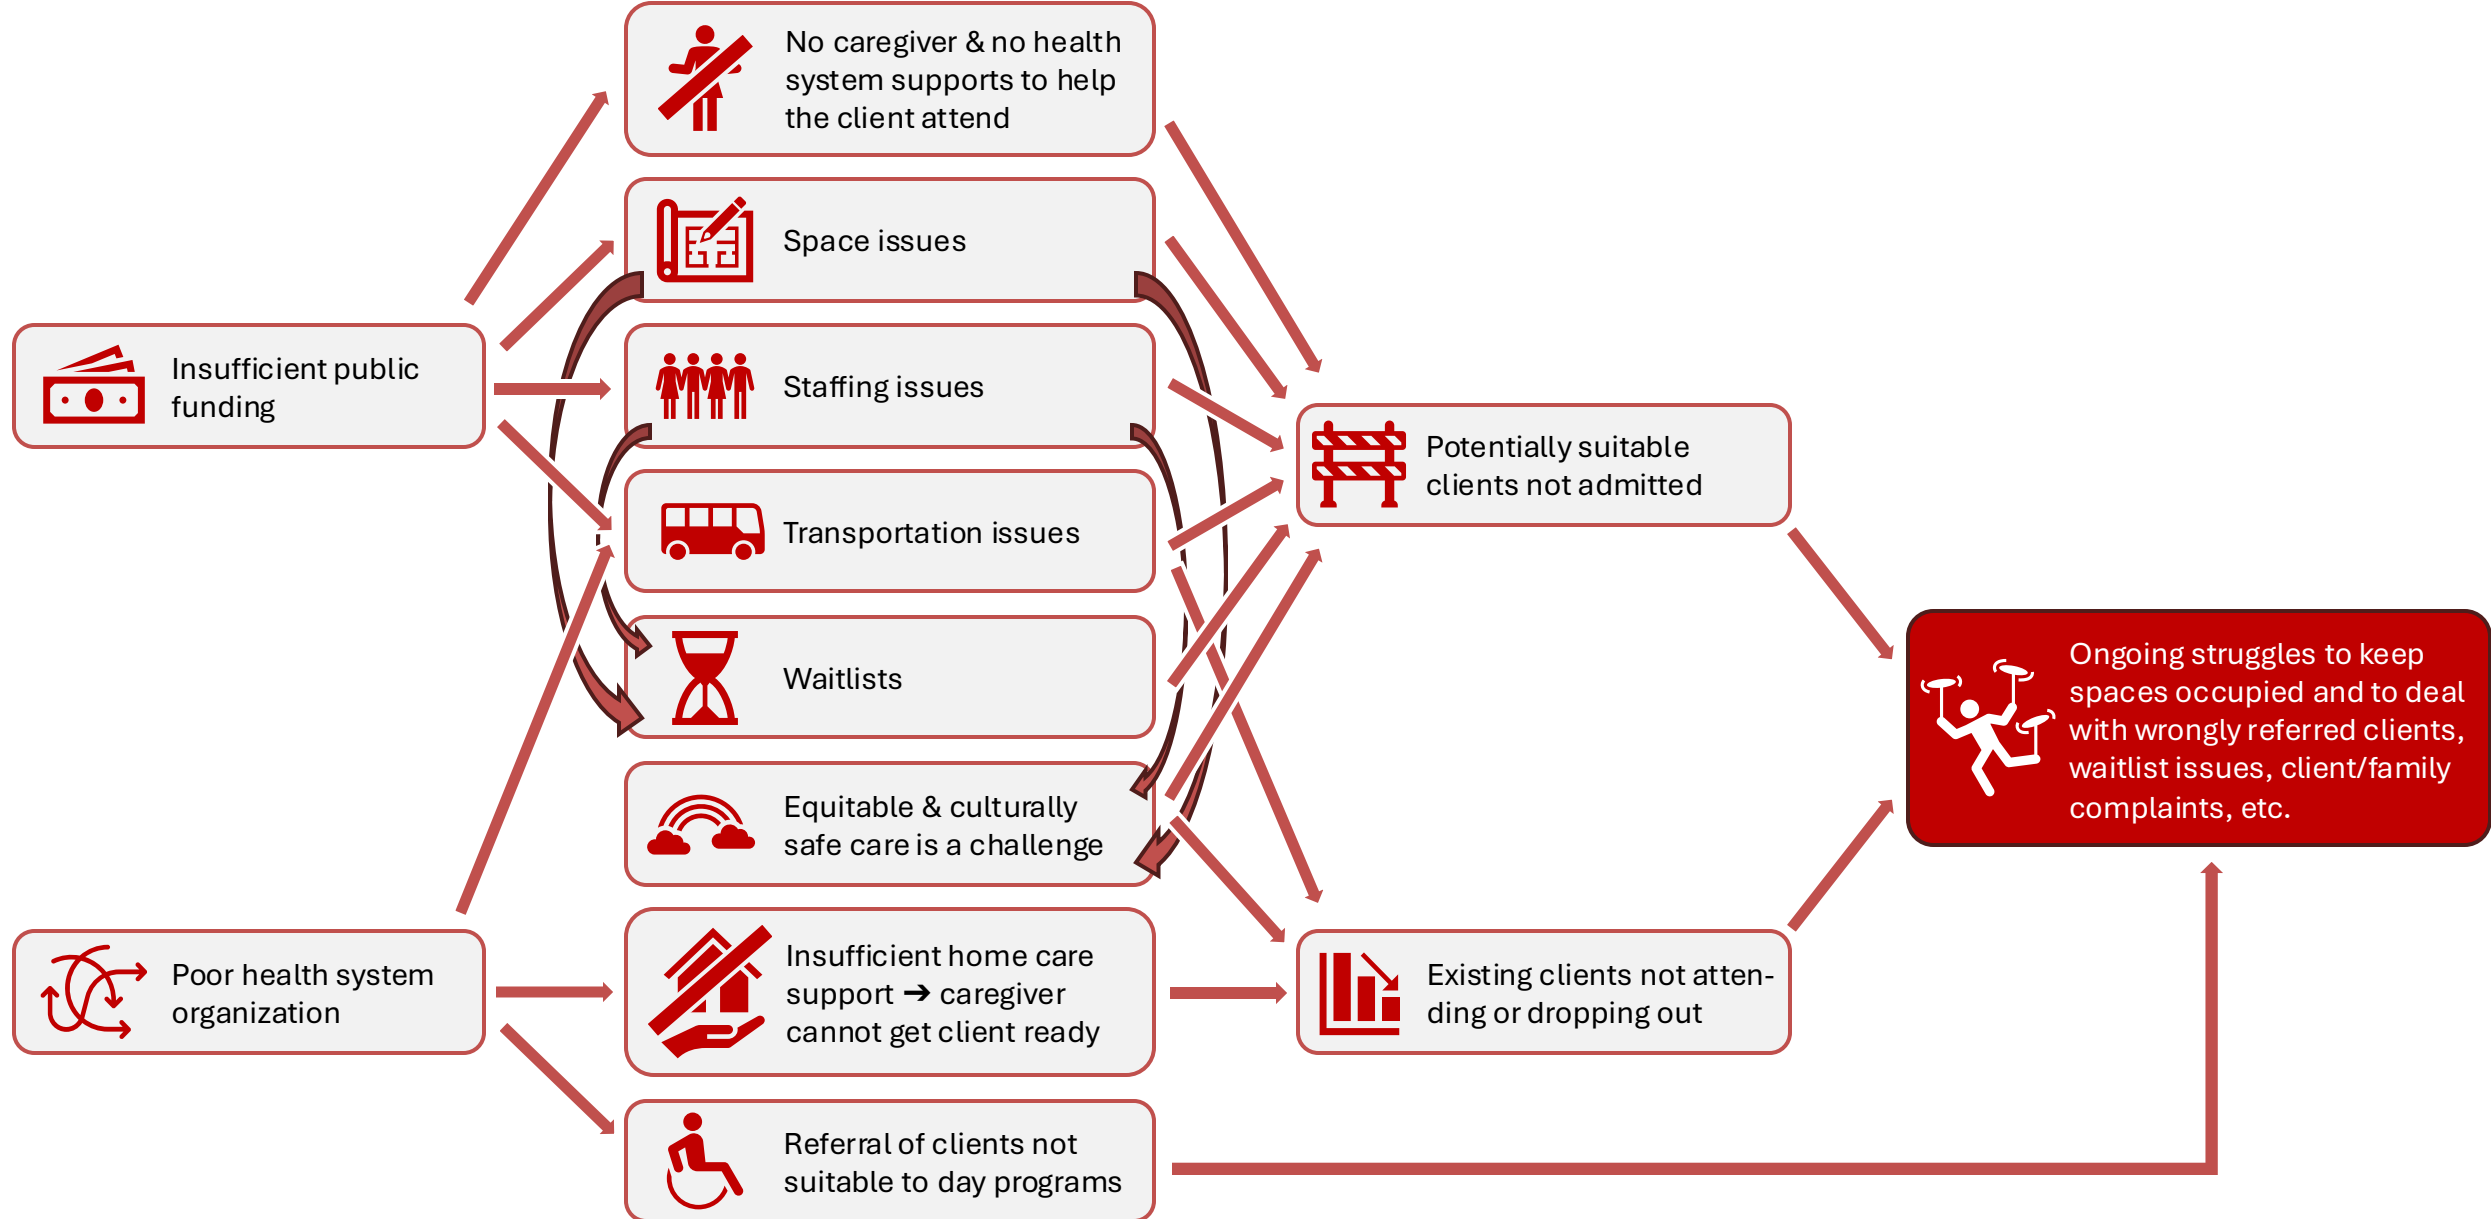 No caregiver & no health
system supports to help
the client attend
Space issues
Insufficient public
funding
Staffing issues
Transportation issues
Waitlists
Equitable & culturally
safe care is a challenge
Poor health system
organization
Insufficient home care
support ➔ caregiver
cannot get client ready
Referral of clients not
suitable to day programs
Potentially suitable
clients not admitted
Existing clients not atten-
ding or dropping out
Ongoing struggles to keep
spaces occupied and to deal
with wrongly referred clients,
waitlist issues, client/family
complaints, etc.